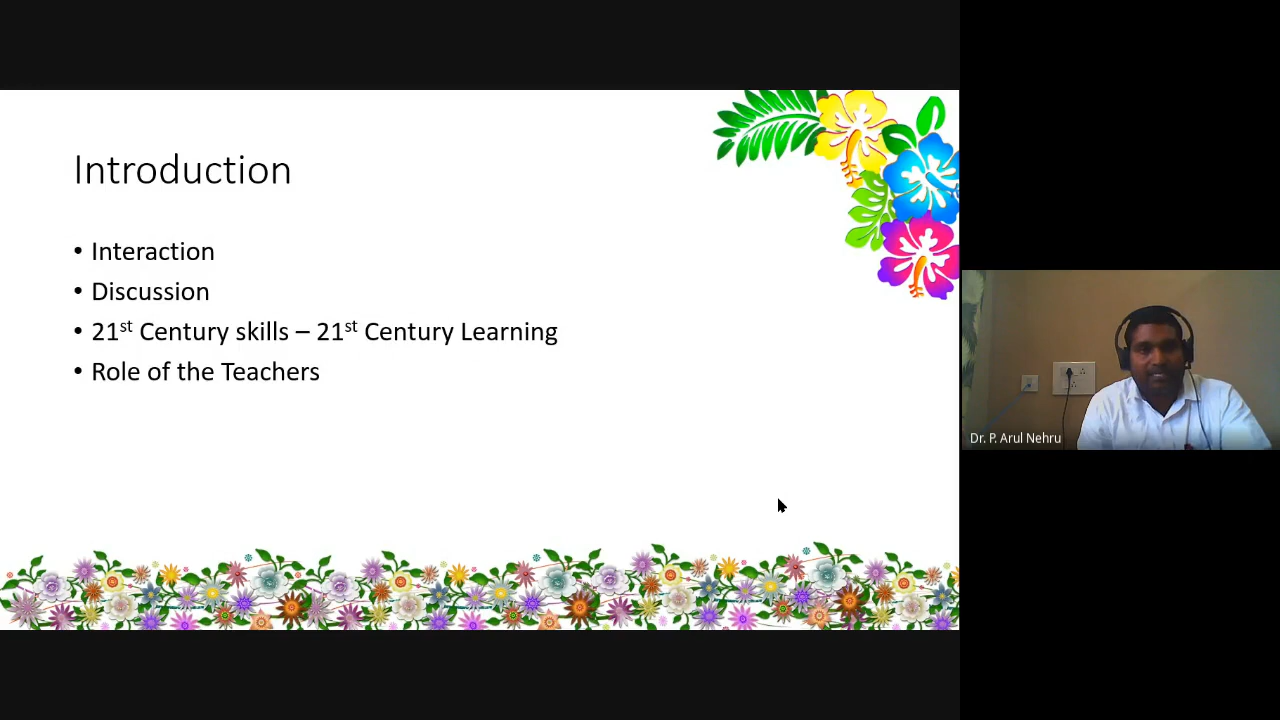 Introduction
• Interaction
• Discussion
• 21st Century skills – 21st Century Learning
• Role of the Teachers
Dr. P. Arul Nehru